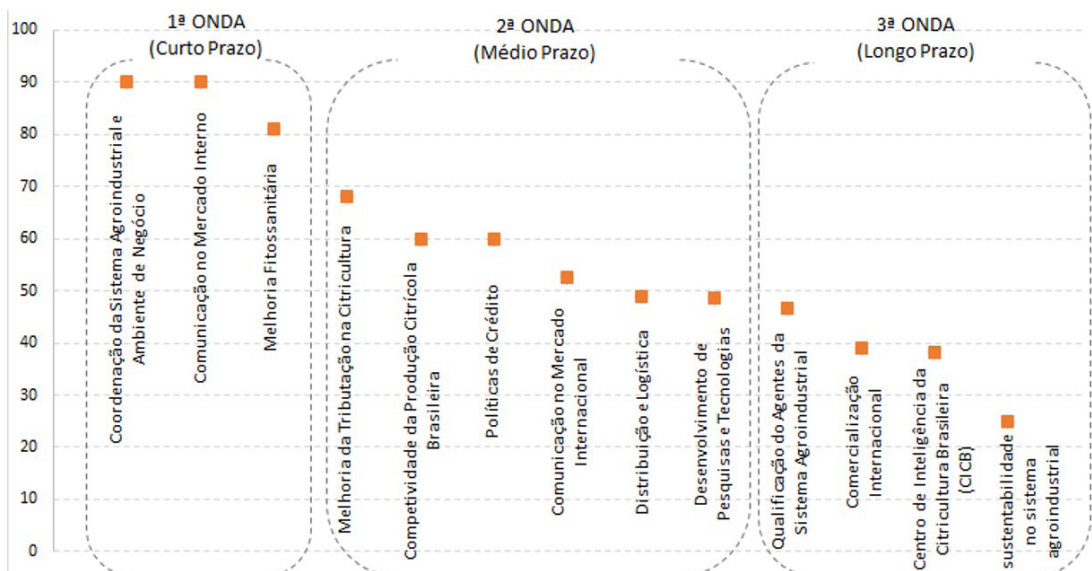 1ª ONDA
(Curto Prazo)
2ª ONDA
(Médio Prazo)
3ª ONDA
(Longo Prazo)
100
90
80
70
60
50
40
30
20
10
0
Coordenação da Sistema Agroindustrial e
Ambiente de Negócio
Comunicação no Mercado Interno
Melhoria Fitossanitária
Melhoria da Tributação na Citricultura
Competividade da Produção Citrícola
Brasileira
Políticas de Crédito
Comunicação no Mercado
Internacional
Distribuição e Logística
Desenvolvimento de
Pesquisas e Tecnologias
Qualificação do Agentes da
Sistema Agroindustrial
Comercialização
Internacional
Centro de Inteligência da
Citricultura Brasileira
(CICB)
sustentabilidade
no sistema
agroindustrial